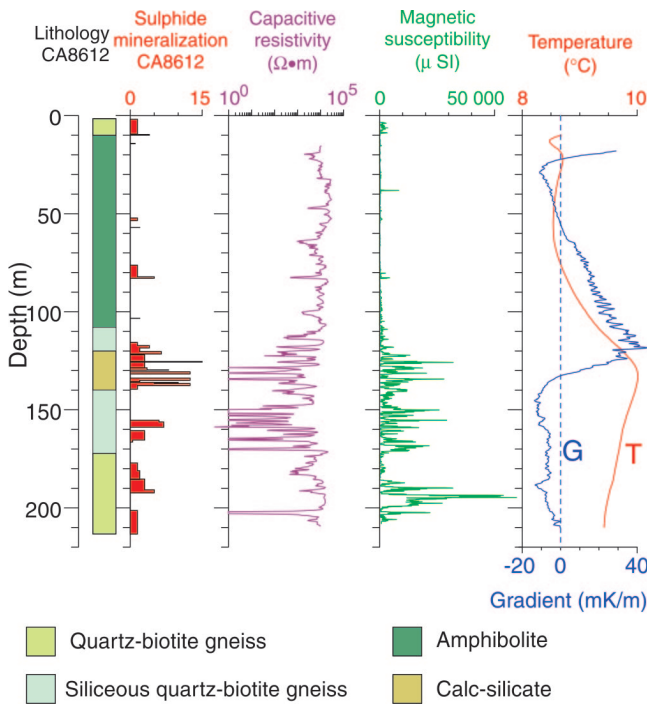 Lithology
CA8612
Sulphide
mineralization
CA8612
Capacitive
resistivity
(Ω•m)
Magnetic
susceptibility
(μ SI)
Temperature
(°C)
0 15
10⁰ 10⁵
0 50 000
8 10
Depth (m)
0
50
100
150
200
G T
-20 0 40
Gradient (mK/m)
Quartz-biotite gneiss
Amphibolite
Siliceous quartz-biotite gneiss
Calc-silicate